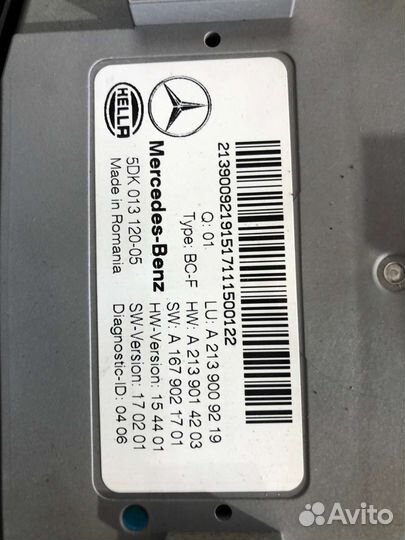 HELLA
Mercedes-Benz
5DK 013 120-05
Made in Romania
2139009219151711150​0122
Q: 01
Type: BC-F
LU: A 213 900 92 19
HW: A 213 901 42 03
SW: A 167 902 17 01
HW-Version: 15 44 01
SW-Version: 17 02 01
Diagnostic-ID: 04 06
Avito